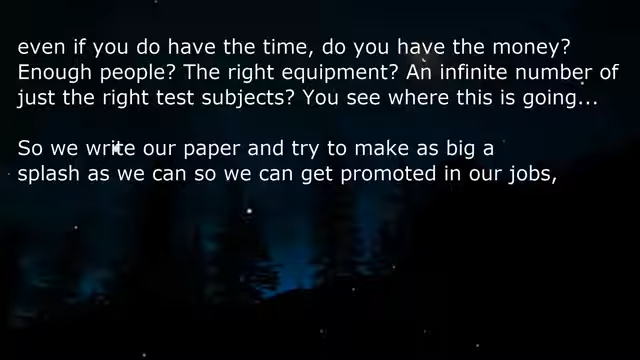 even if you do have the time, do you have the money?
Enough people? The right equipment? An infinite number of
just the right test subjects? You see where this is going...
So we write our paper and try to make as big a
splash as we can so we can get promoted in our jobs,